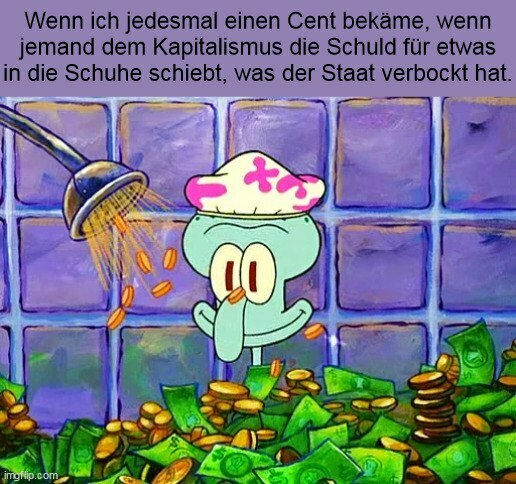 Wenn ich jedesmal einen Cent bekäme, wenn
jemand dem Kapitalismus die Schuld für etwas
in die Schuhe schiebt, was der Staat verbockt hat.
imgflip.com